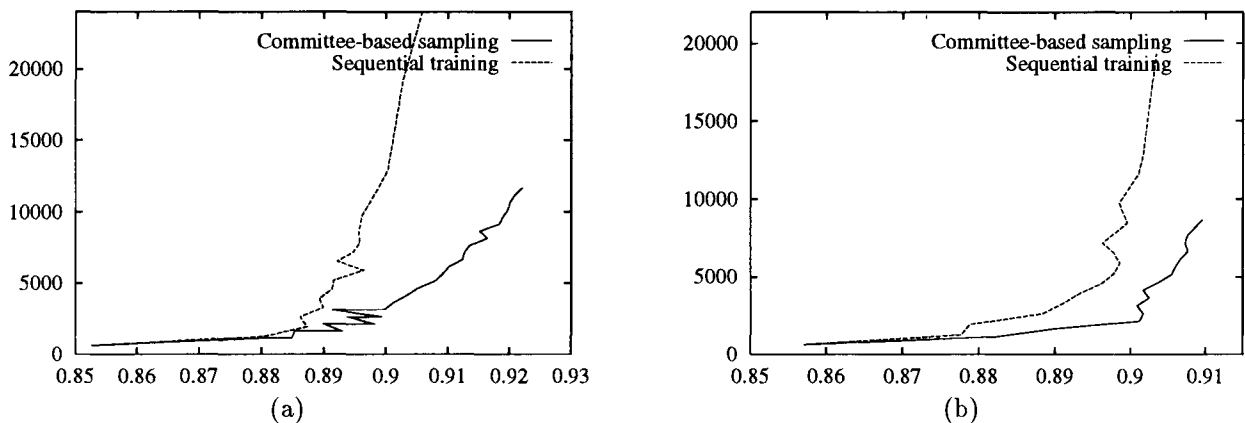 Committee-based sampling
Sequential training
20000
15000
10000
5000
0
0.85 0.86 0.87 0.88 0.89 0.9 0.91 0.92 0.93
(a)
Committee-based sampling
Sequential training
20000
15000
10000
5000
0
0.85 0.86 0.87 0.88 0.89 0.9 0.91
(b)